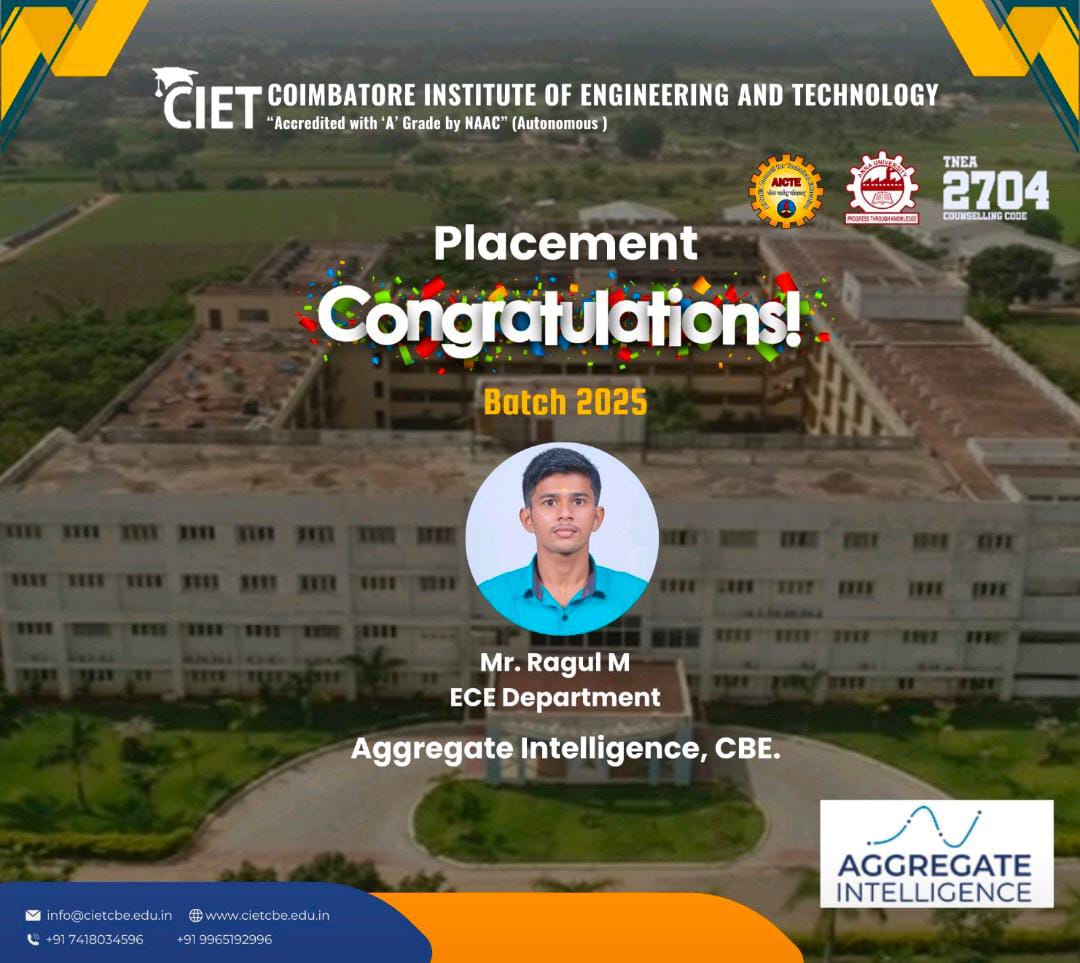 CIET COIMBATORE INSTITUTE OF ENGINEERING AND TECHNOLOGY
“Accredited with ‘A’ Grade by NAAC” (Autonomous )
AICTE
ANNA UNIVERSITY
PROGRESS THROUGH KNOWLEDGE
TNEA
2704
COUNSELLING CODE
Placement
Congratulations!
Batch 2025
Mr. Ragul M
ECE Department
Aggregate Intelligence, CBE.
AGGREGATE
INTELLIGENCE
info@cietcbe.edu.in www.cietcbe.edu.in
+91 7418034596 +91 9965192996